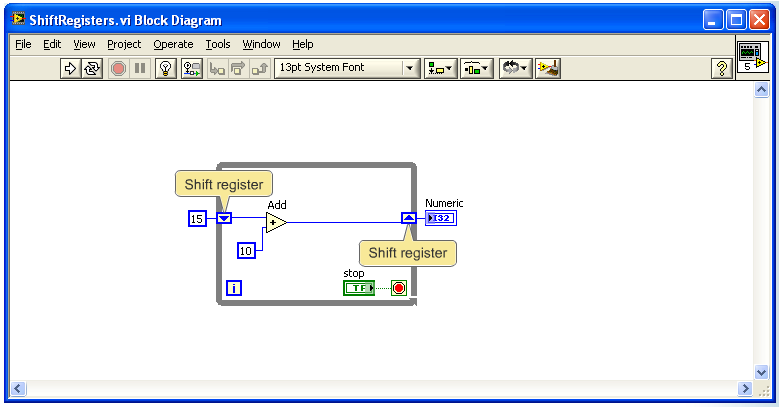 ShiftRegisters.vi Block Diagram
File Edit View Project Operate Tools Window Help
13pt System Font
?
5
Shift register
Add
Numeric
15
I32
10
Shift register
stop
i
TF